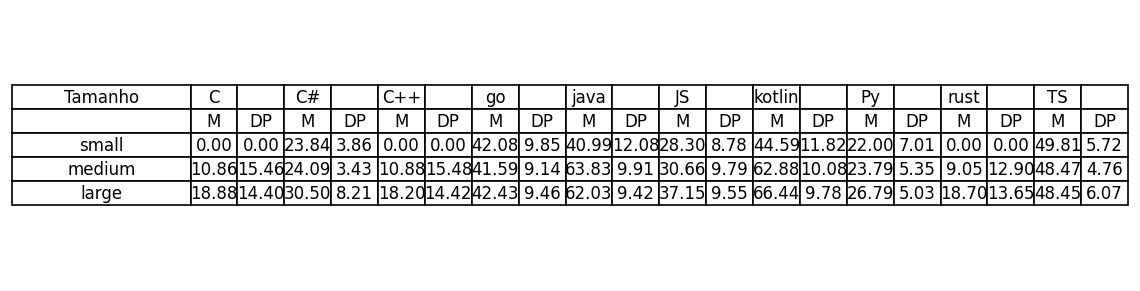 Tamanho C C# C++ go java JS kotlin Py rust TS
M DP M DP M DP M DP M DP M DP M DP M DP M DP M DP
small 0.00 0.00 23.84 3.86 0.00 0.00 42.08 9.85 40.99 12.08 28.30 8.78 44.59 11.82 22.00 7.01 0.00 0.00 49.81 5.72
medium 10.86 15.46 24.09 3.43 10.88 15.48 41.59 9.14 63.83 9.91 30.66 9.79 62.88 10.08 23.79 5.35 9.05 12.90 48.47 4.76
large 18.88 14.40 30.50 8.21 18.20 14.42 42.43 9.46 62.03 9.42 37.15 9.55 66.44 9.78 26.79 5.03 18.70 13.65 48.45 6.07